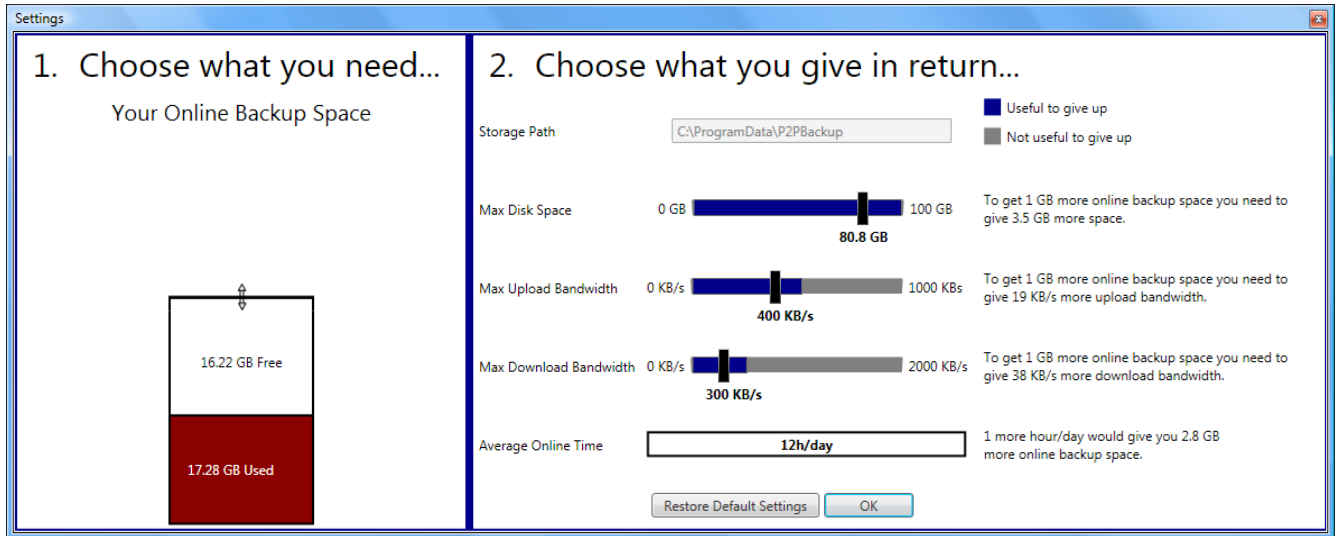 Settings
1. Choose what you need...
Your Online Backup Space
16.22 GB Free
17.28 GB Used
2. Choose what you give in return...
Useful to give up
Not useful to give up
Storage Path C:\ProgramData\P2PBackup
Max Disk Space 0 GB 100 GB
80.8 GB
To get 1 GB more online backup space you need to
give 3.5 GB more space.
Max Upload Bandwidth 0 KB/s 1000 KBs
400 KB/s
To get 1 GB more online backup space you need to
give 19 KB/s more upload bandwidth.
Max Download Bandwidth 0 KB/s 2000 KB/s
300 KB/s
To get 1 GB more online backup space you need to
give 38 KB/s more download bandwidth.
Average Online Time 12h/day
1 more hour/day would give you 2.8 GB
more online backup space.
Restore Default Settings OK